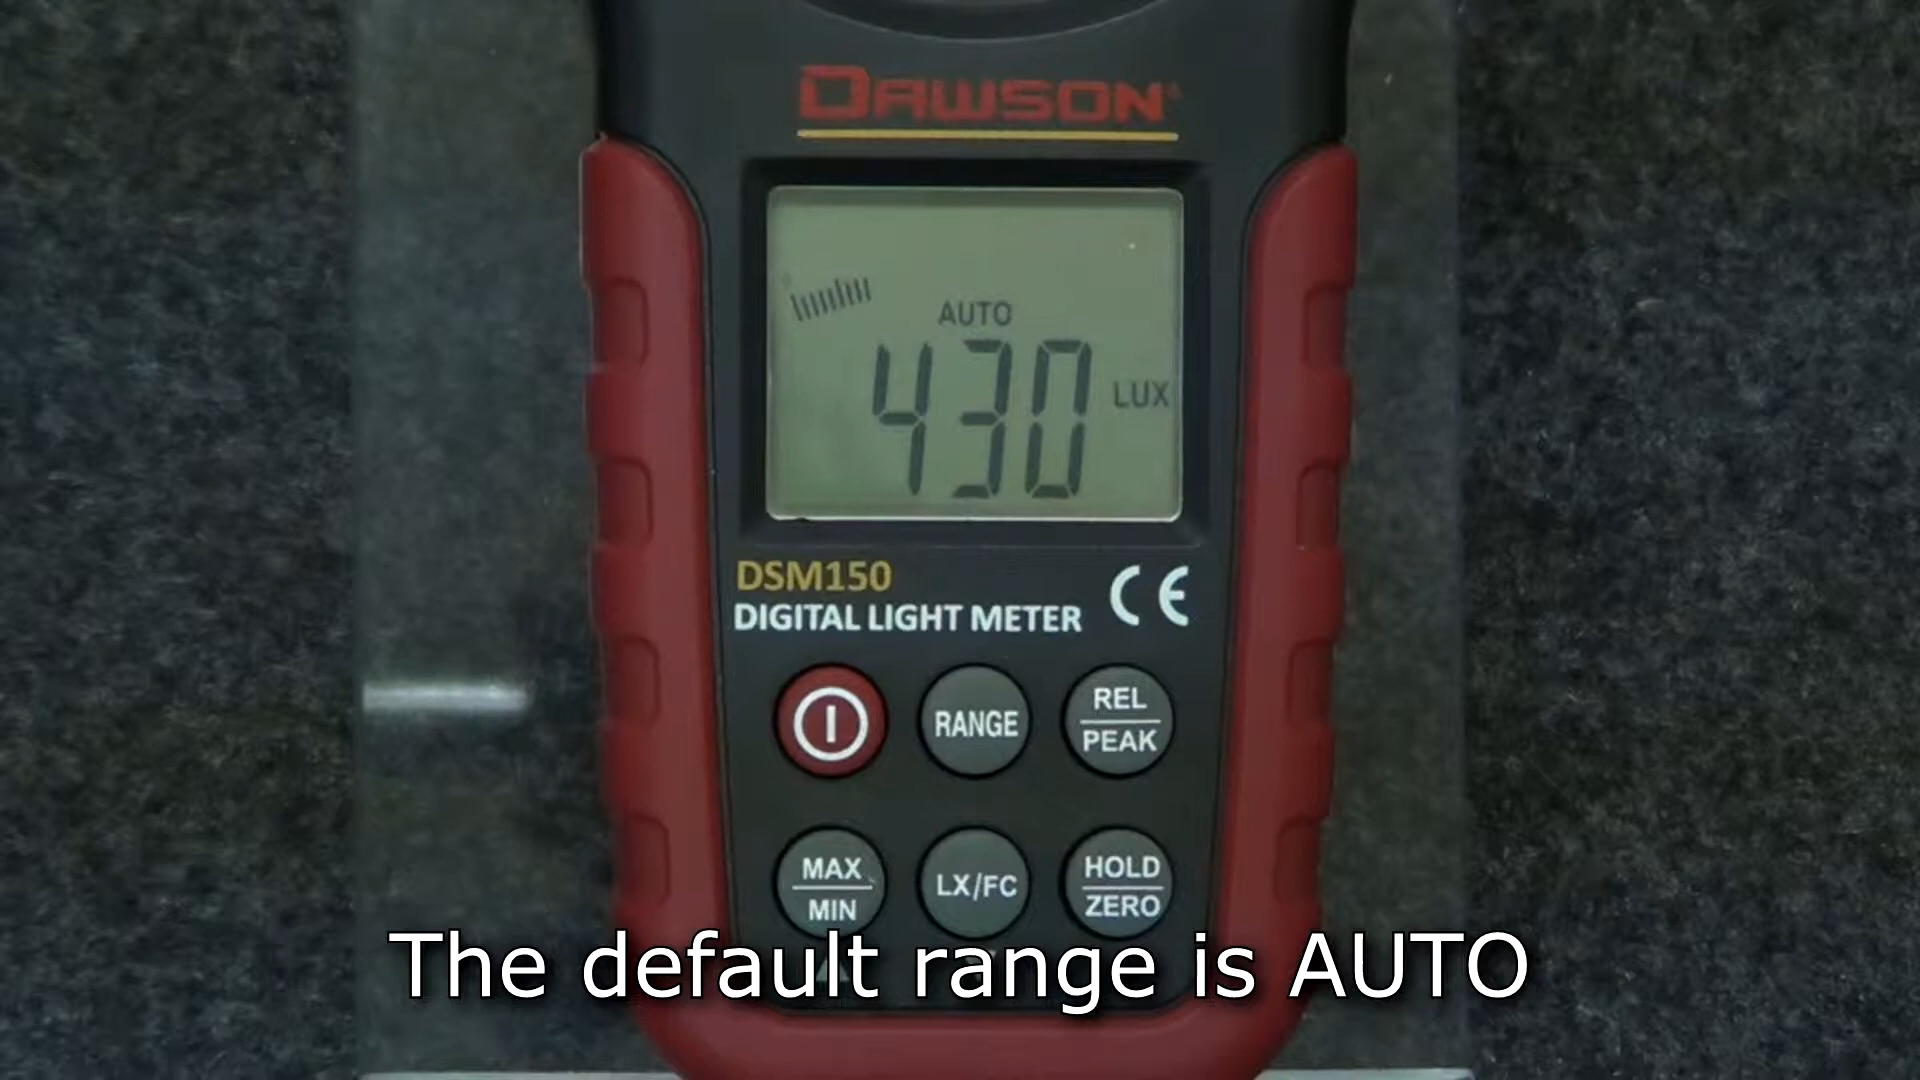 DAWSON
AUTO
430
LUX
DSM150
DIGITAL LIGHT METER
CE
RANGE
REL
PEAK
MAX
MIN
LX/FC
HOLD
ZERO
The default range is AUTO